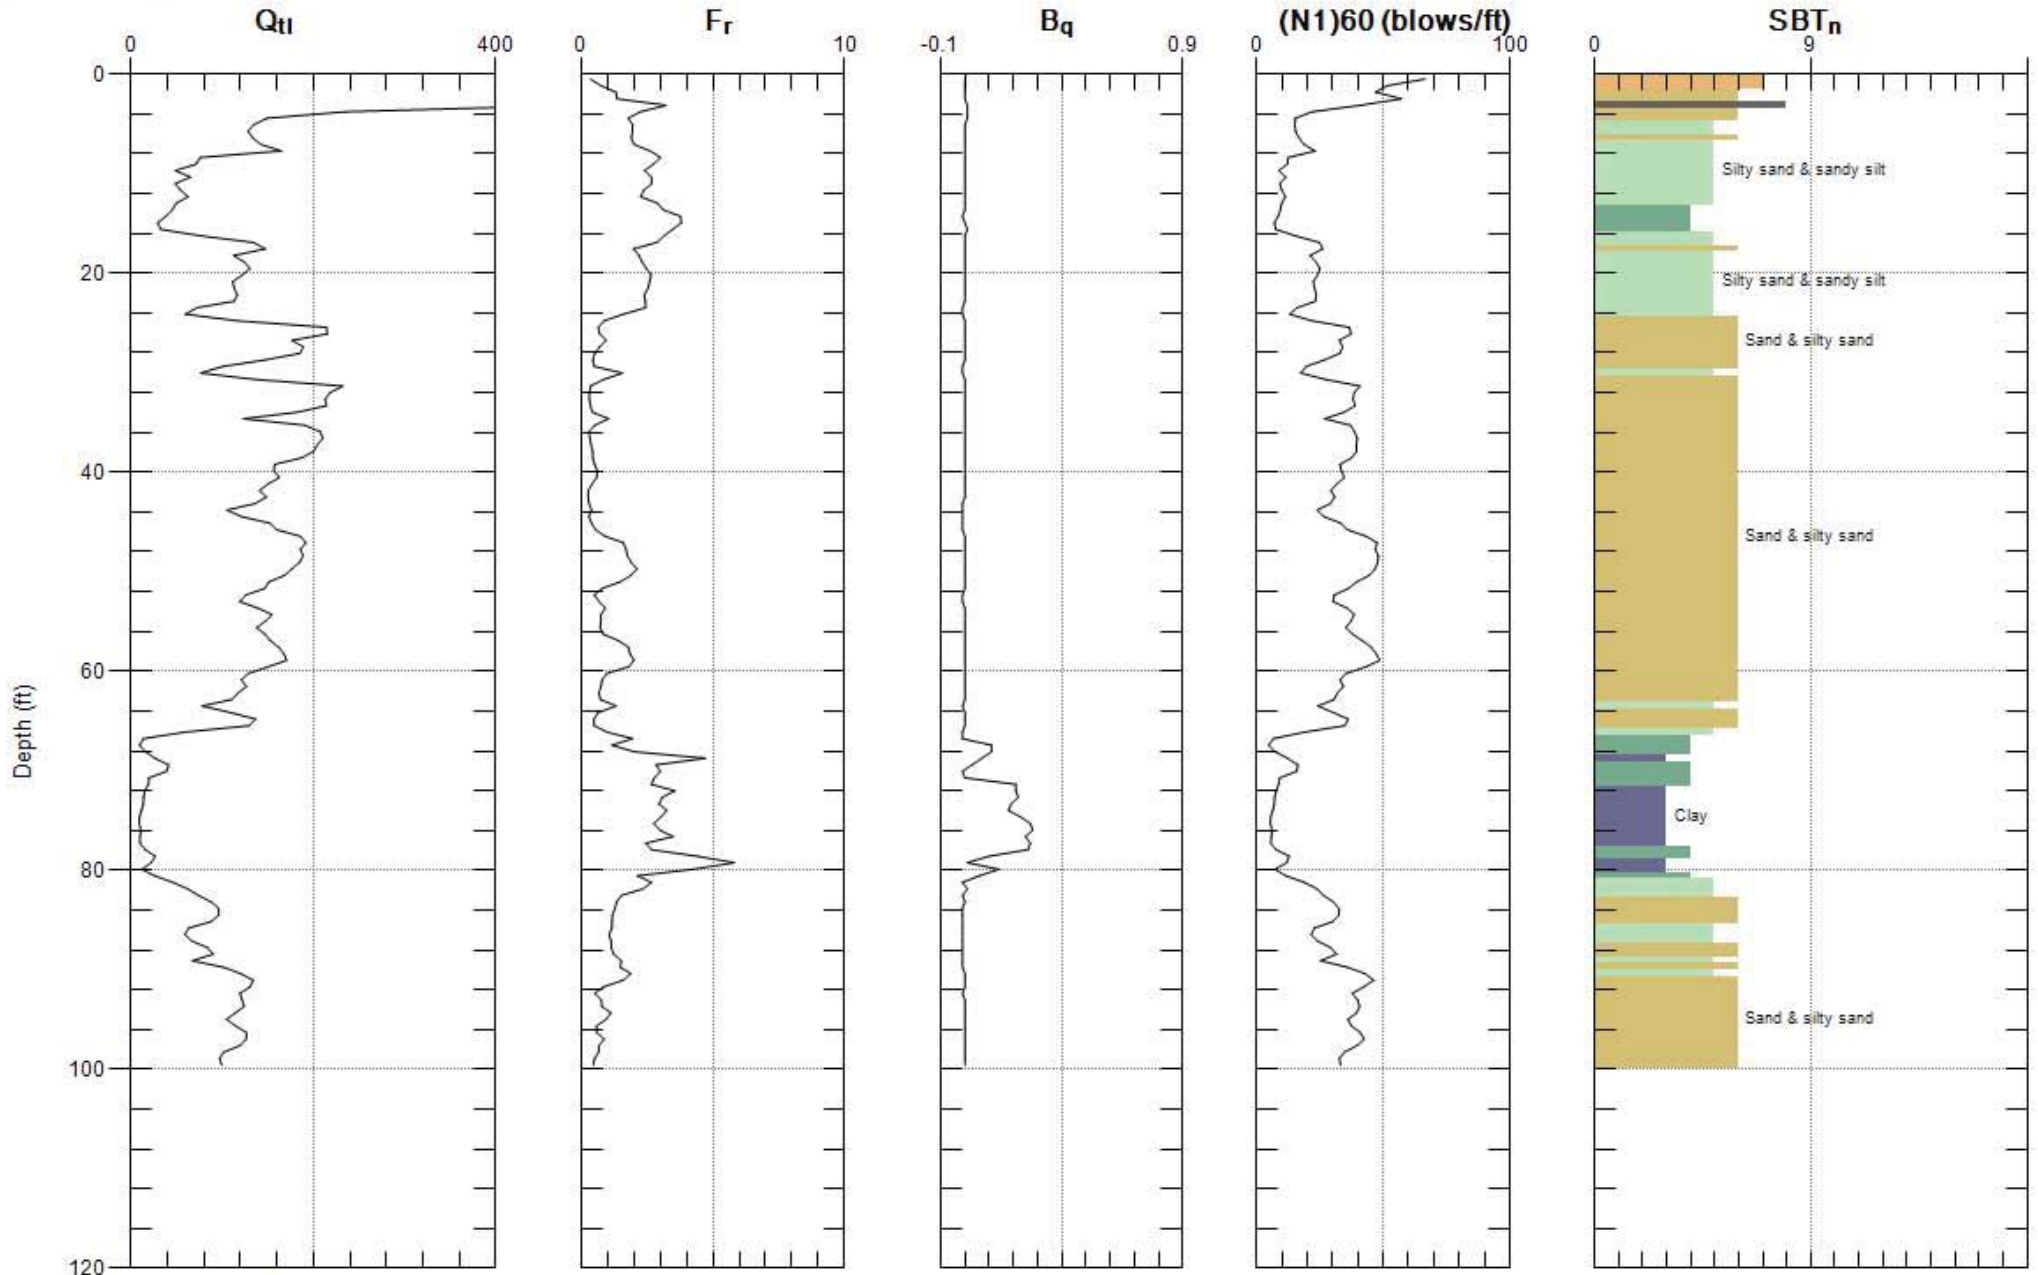 Qtl Fr Bq (N1)60 (blows/ft) SBTn
0 400 0 10 -0.1 0.9 0 100 0 9
0
Silty sand & sandy silt
20
Silty sand & sandy silt
Sand & silty sand
40
Sand & silty sand
60
Depth (ft)
Clay
80
Sand & silty sand
100
120